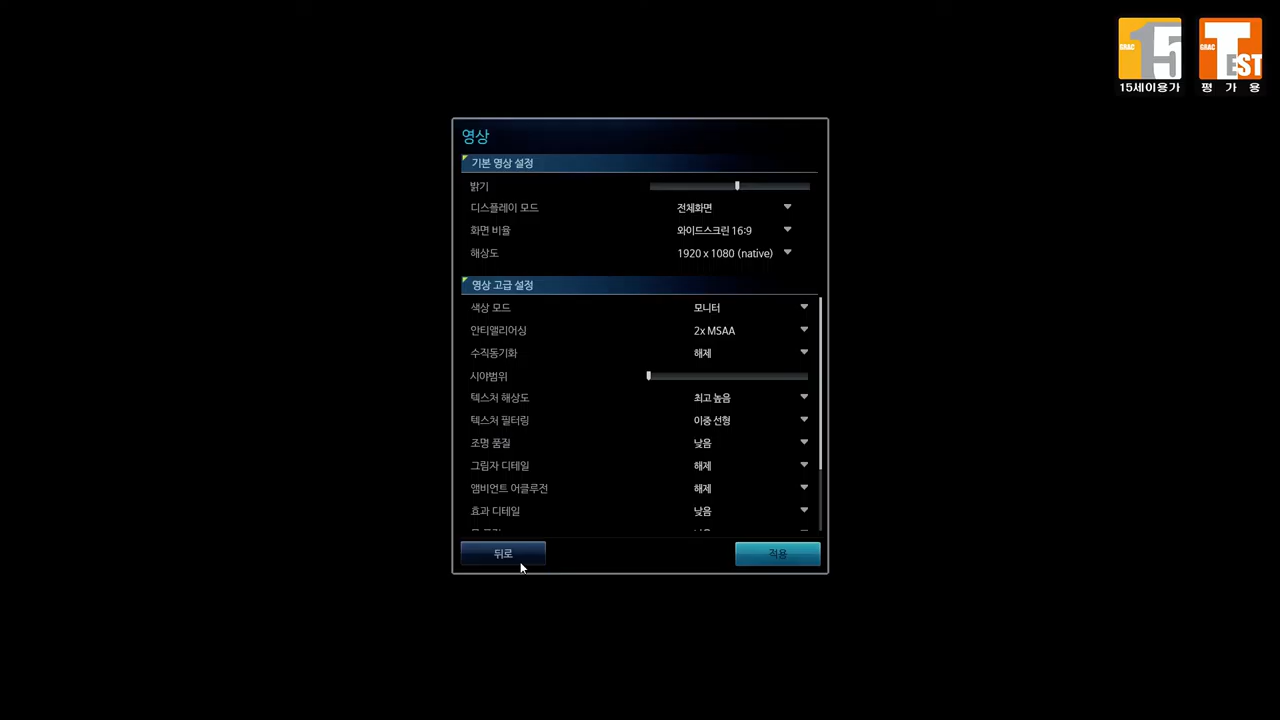 GRAC 15 GRAC TEST
15세이용가 평 가 용
영상
기본 영상 설정
밝기
디스플레이 모드 전체화면
화면 비율 와이드스크린 16:9
해상도 1920 x 1080 (native)
영상 고급 설정
색상 모드 모니터
안티앨리어싱 2x MSAA
수직동기화 해제
시야범위
텍스처 해상도 최고 높음
텍스처 필터링 이중 선형
조명 품질 낮음
그림자 디테일 해제
앰비언트 어클루전 해제
효과 디테일 낮음
뒤로 적용